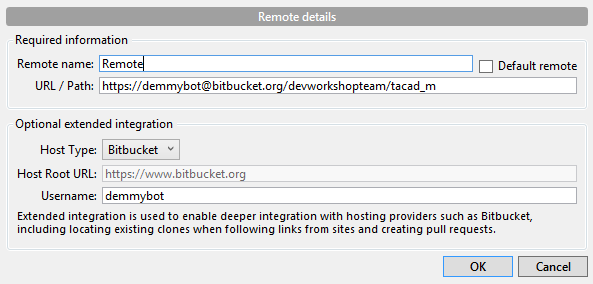 Remote details
Required information
Remote name: Remote Default remote
URL / Path: https://demmybot@bitbucket.org/devworkshopteam/tacad_m
Optional extended integration
Host Type: Bitbucket
Host Root URL: https://www.bitbucket.org
Username: demmybot
Extended integration is used to enable deeper integration with hosting providers such as Bitbucket,
including locating existing clones when following links from sites and creating pull requests.
OK Cancel